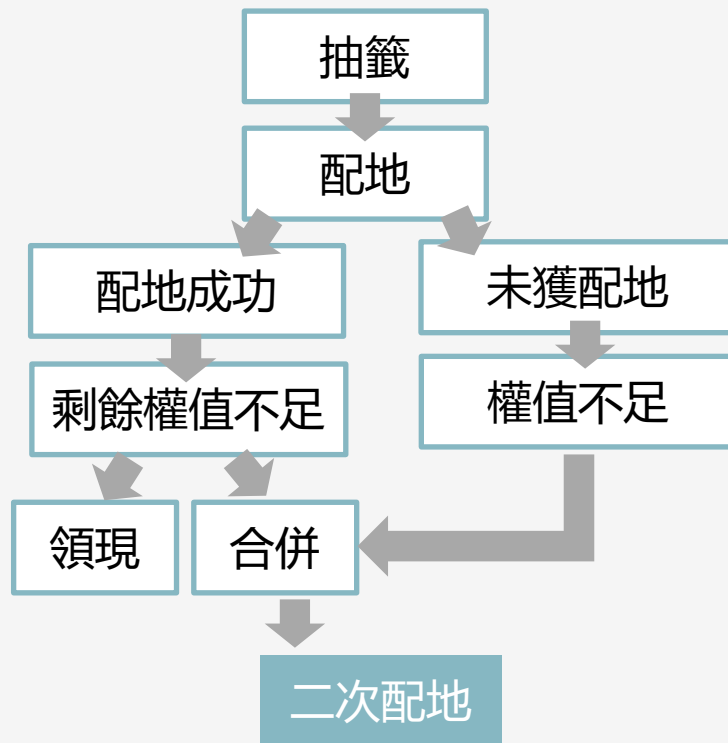 抽籤
配地
配地成功
未獲配地
剩餘權值不足
權值不足
領現
合併
二次配地